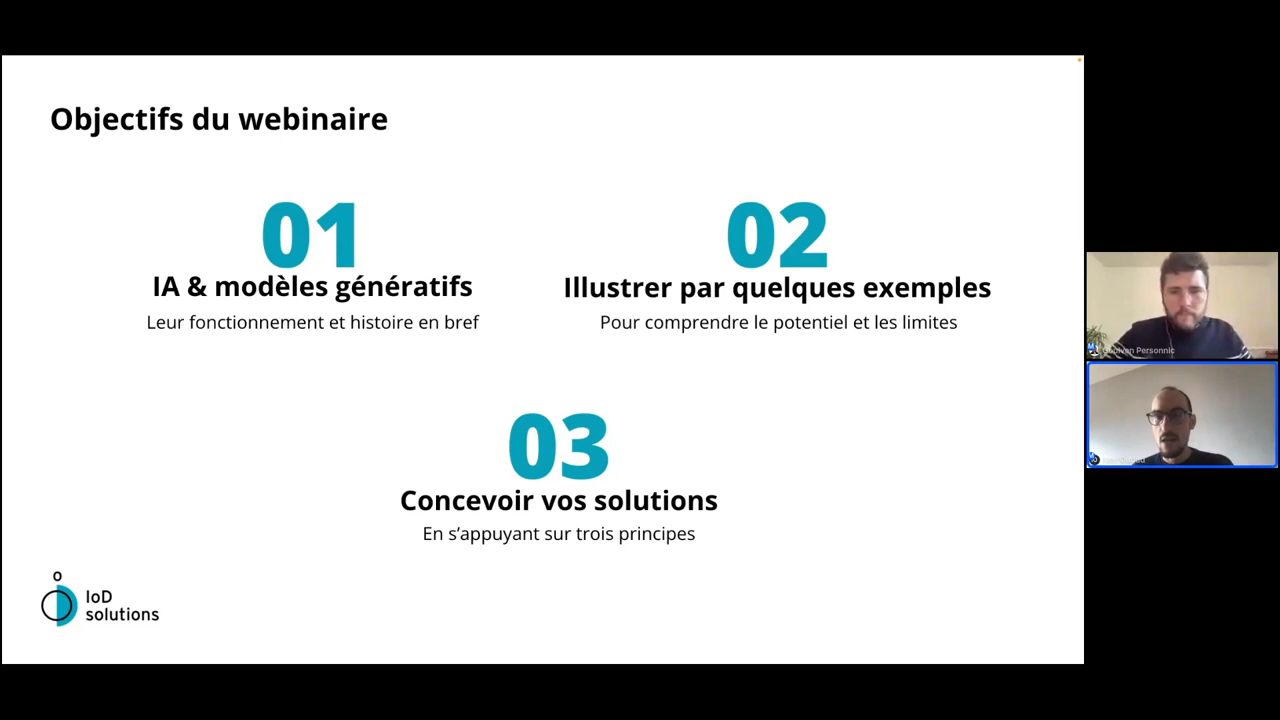 Objectifs du webinaire
01
IA & modèles génératifs
Leur fonctionnement et histoire en bref
02
Illustrer par quelques exemples
Pour comprendre le potentiel et les limites
03
Concevoir vos solutions
En s’appuyant sur trois principes
IoD
solutions
Personnic